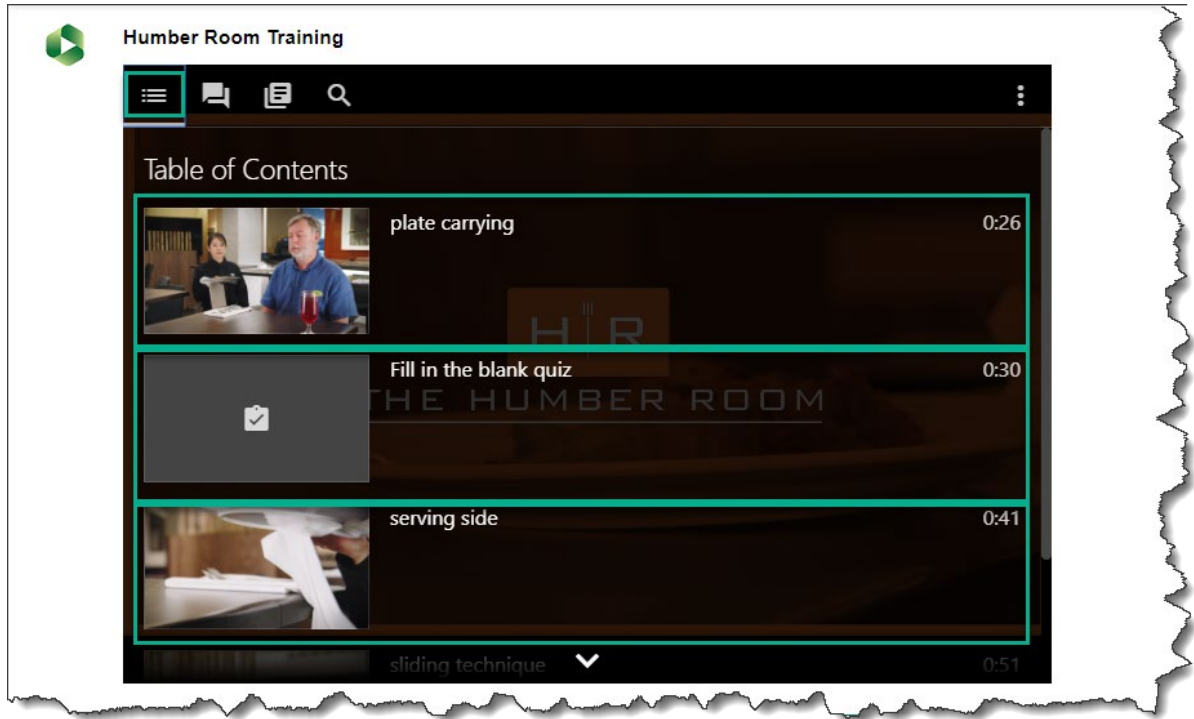 Humber Room Training
Table of Contents
plate carrying 0:26
H R
Fill in the blank quiz 0:30
THE HUMBER ROOM
serving side 0:41
sliding technique 0:51